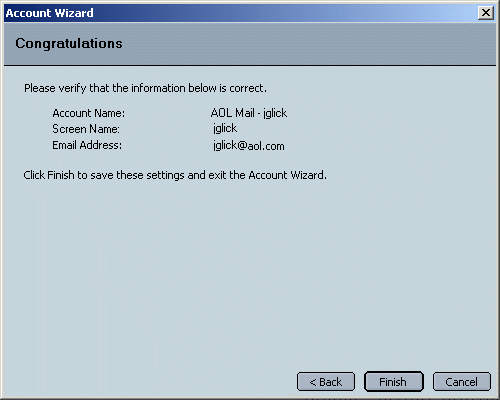 Account Wizard
Congratulations
Please verify that the information below is correct.
Account Name: AOL Mail - jglick
Screen Name: jglick
Email Address: jglick@aol.com
Click Finish to save these settings and exit the Account Wizard.
< Back Finish Cancel